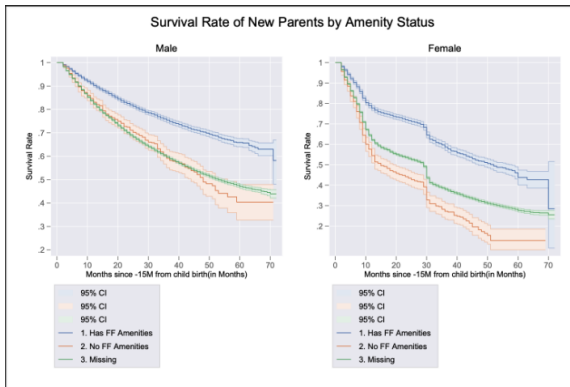 Survival Rate of New Parents by Amenity Status
Male
Female
Survival Rate
1
.9
.8
.7
.6
.5
.4
.3
.2
0
10
20
30
40
50
60
70
80
Months since -15M from child birth(in Months)
Survival Rate
1
.9
.8
.7
.6
.5
.4
.3
.2
0
10
20
30
40
50
60
70
80
Months since -15M from child birth(in Months)
95% CI
95% CI
95% CI
1. Has FF Amenities
2. No FF Amenities
3. Missing
95% CI
95% CI
95% CI
1. Has FF Amenities
2. No FF Amenities
3. Missing